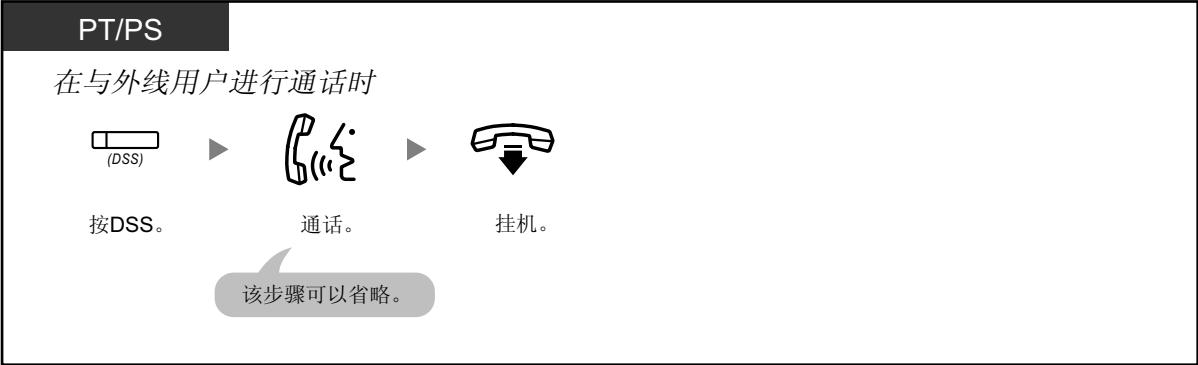 PT/PS
在与外线用户进行通话时
(DSS)
按DSS。
通话。
挂机。
该步骤可以省略。